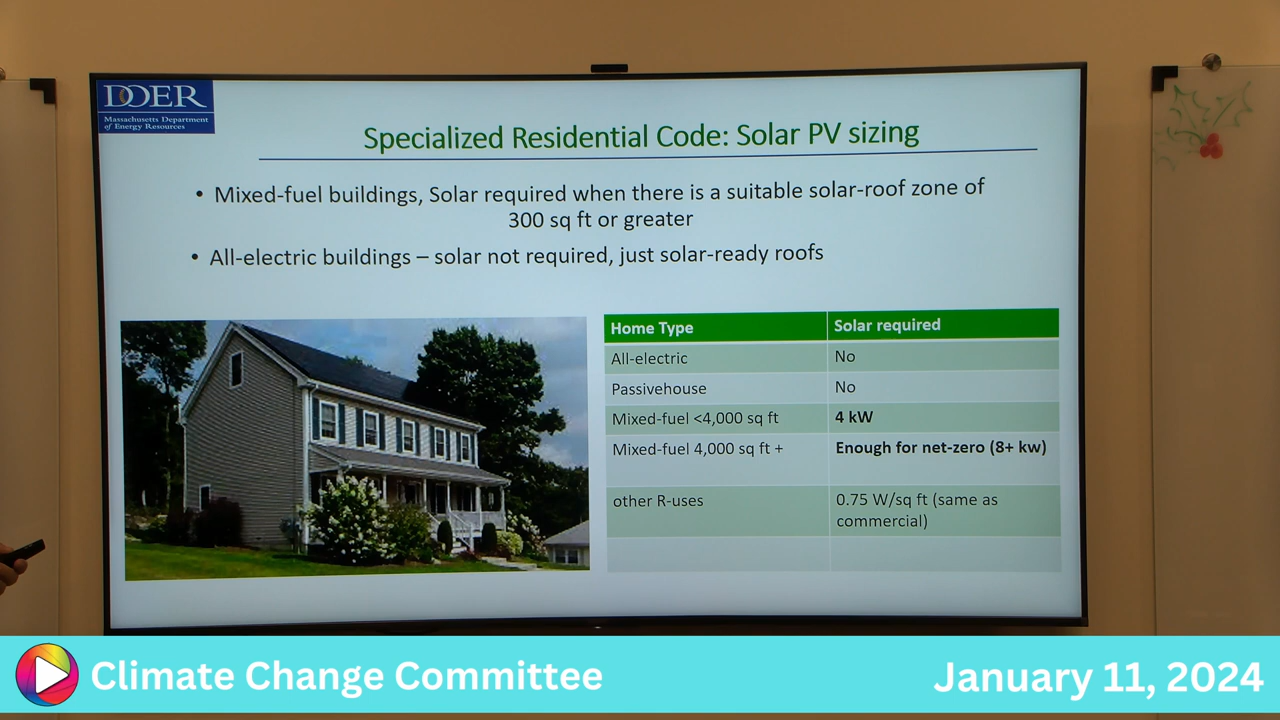 DOER
Massachusetts Department
of Energy Resources
Specialized Residential Code: Solar PV sizing
• Mixed-fuel buildings, Solar required when there is a suitable solar-roof zone of
300 sq ft or greater
• All-electric buildings – solar not required, just solar-ready roofs
Home Type Solar required
All-electric No
Passivehouse No
Mixed-fuel <4,000 sq ft 4 kW
Mixed-fuel 4,000 sq ft + Enough for net-zero (8+ kw)
other R-uses 0.75 W/sq ft (same as
commercial)
Climate Change Committee
January 11, 2024